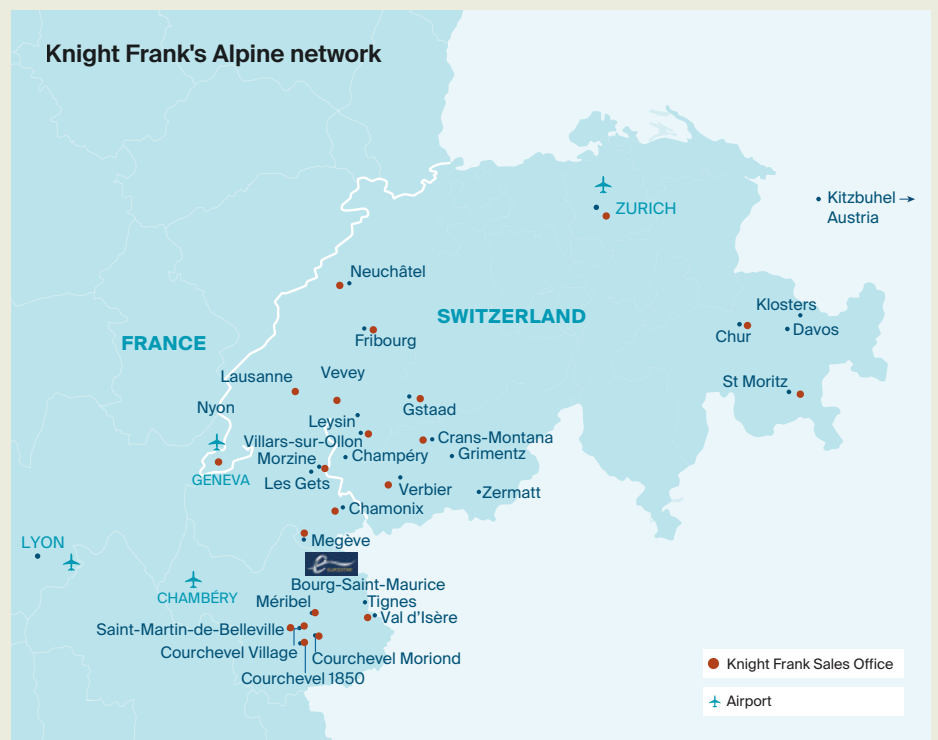 Knight Frank's Alpine network
ZURICH
Kitzbuhel
Austria
Neuchâtel
SWITZERLAND
Klosters
FRANCE
Fribourg
Chur
Davos
Lausanne
Vevey
St Moritz
Nyon
Gstaad
Leysin
Villars-sur-Ollon
Crans-Montana
Morzine
Champéry
Grimentz
GENEVA
Les Gets
Verbier
Zermatt
Chamonix
LYON
Megève
Bourg-Saint-Maurice
CHAMBÉRY
Méribel
Tignes
Val d'Isère
Saint-Martin-de-Belleville
Courchevel Village
Courchevel Moriond
Courchevel 1850
Knight Frank Sales Office
Airport